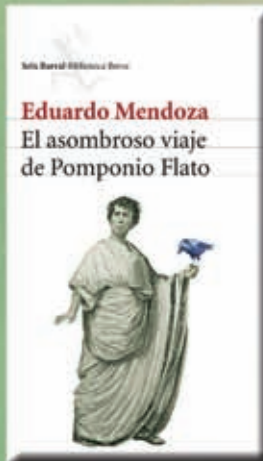 Seix Barral Biblioteca Breve
Eduardo Mendoza
El asombroso viaje
de Pomponio Flato